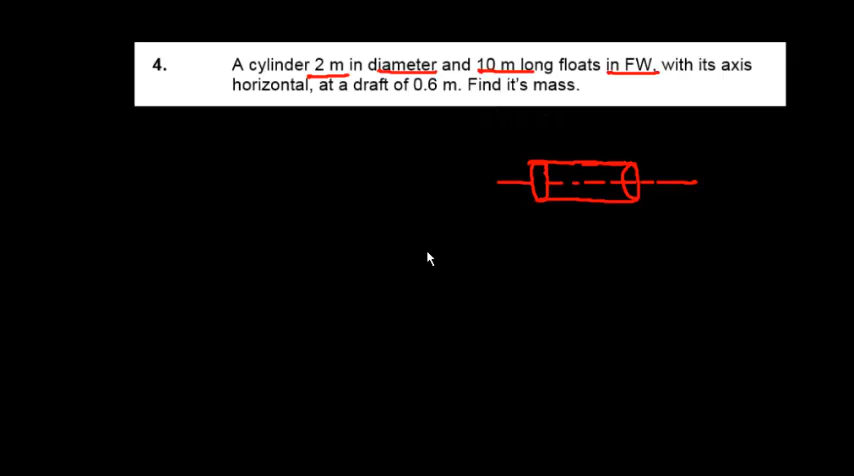 4. A cylinder 2 m in diameter and 10 m long floats in FW, with its axis
horizontal, at a draft of 0.6 m. Find it's mass.